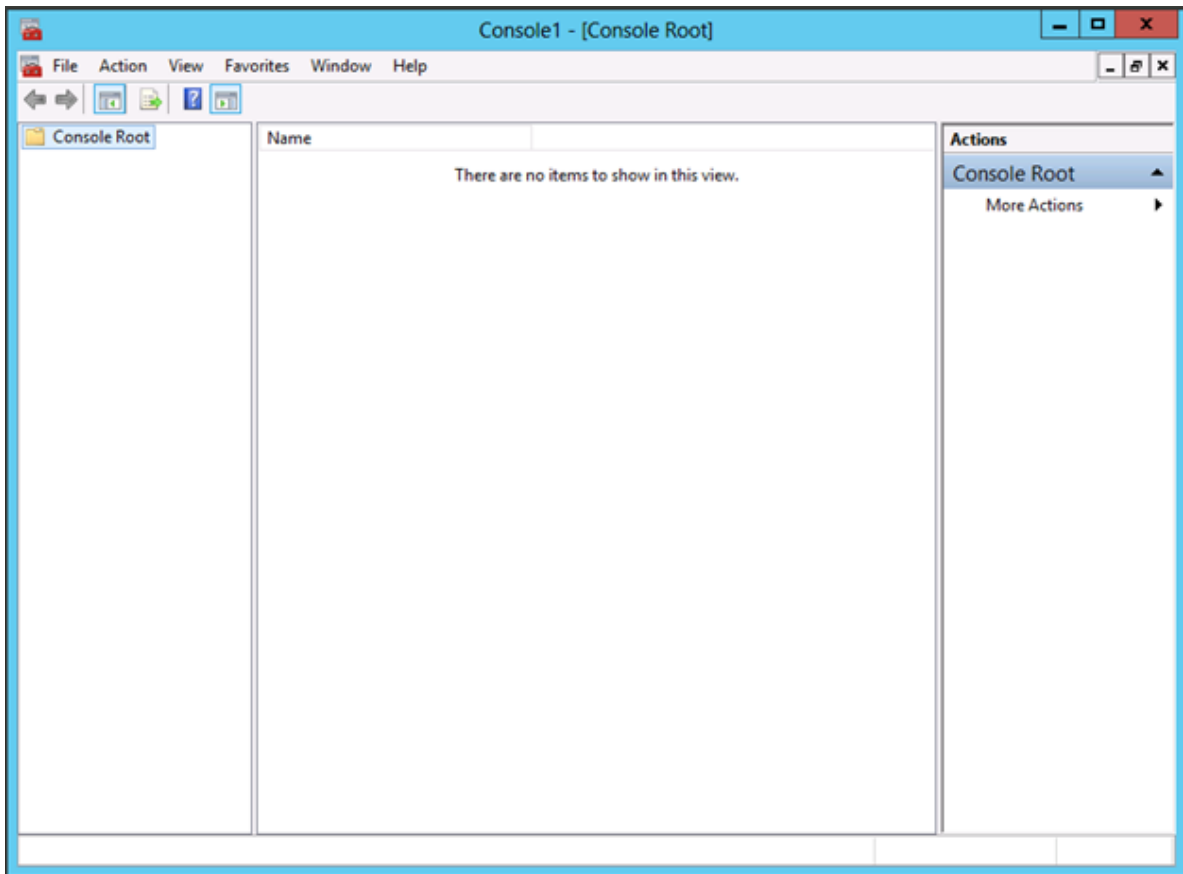 Console1 - [Console Root]
File Action View Favorites Window Help
Console Root
Name
There are no items to show in this view.
Actions
Console Root
More Actions